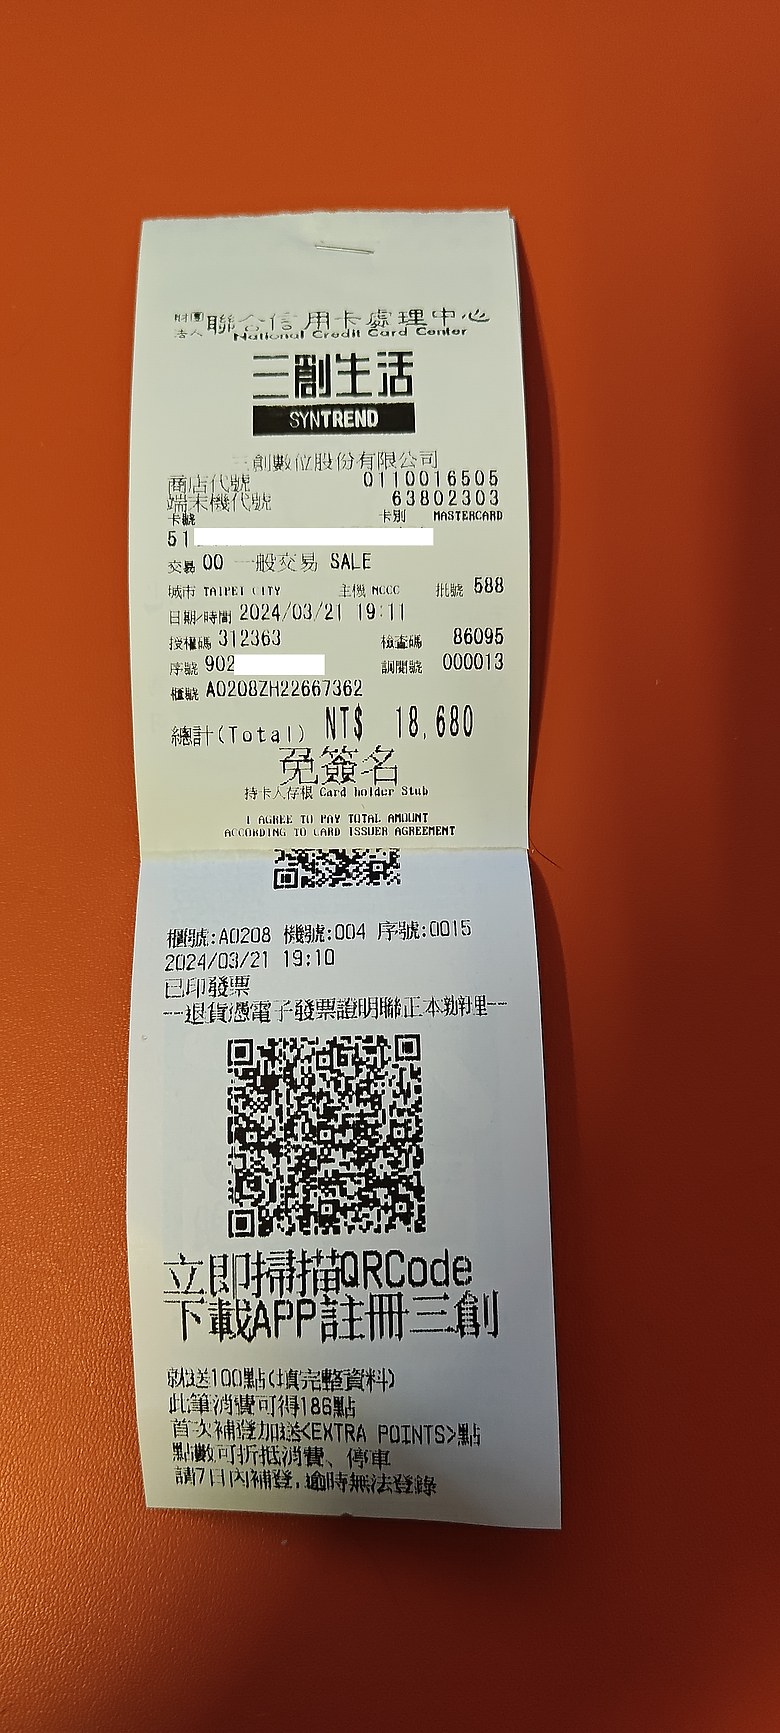 財團法人 聯合信用卡處理中心
National Credit Card Center
三創生活
SYNTREND
三創數位股份有限公司
商店代號 0110016505
端末機代號 63802303
卡號 卡別 MASTERCARD
51
交易 00 一般交易 SALE
城市 TAIPEI CITY 主機 NCCC 批號 588
日期/時間 2024/03/21 19:11
授權碼 312363 檢查碼 86095
序號 902 調閱號 000013
櫃號 A0208ZH22667362
總計(Total) NT$ 18,680
免簽名
持卡人存根 Card holder Stub
I AGREE TO PAY TOTAL AMOUNT
ACCORDING TO CARD ISSUER AGREEMENT
櫃號:A0208 機號:004 序號:0015
2024/03/21 19:10
已印發票
--退貨憑電子發票證明聯正本辦理--
立即掃描QRCode
下載APP註冊三創
就送100點(填完整資料)
此筆消費可得186點
首次補登加送<EXTRA POINTS>點
點數可折抵消費、停車
請7日內補登,逾時無法登錄